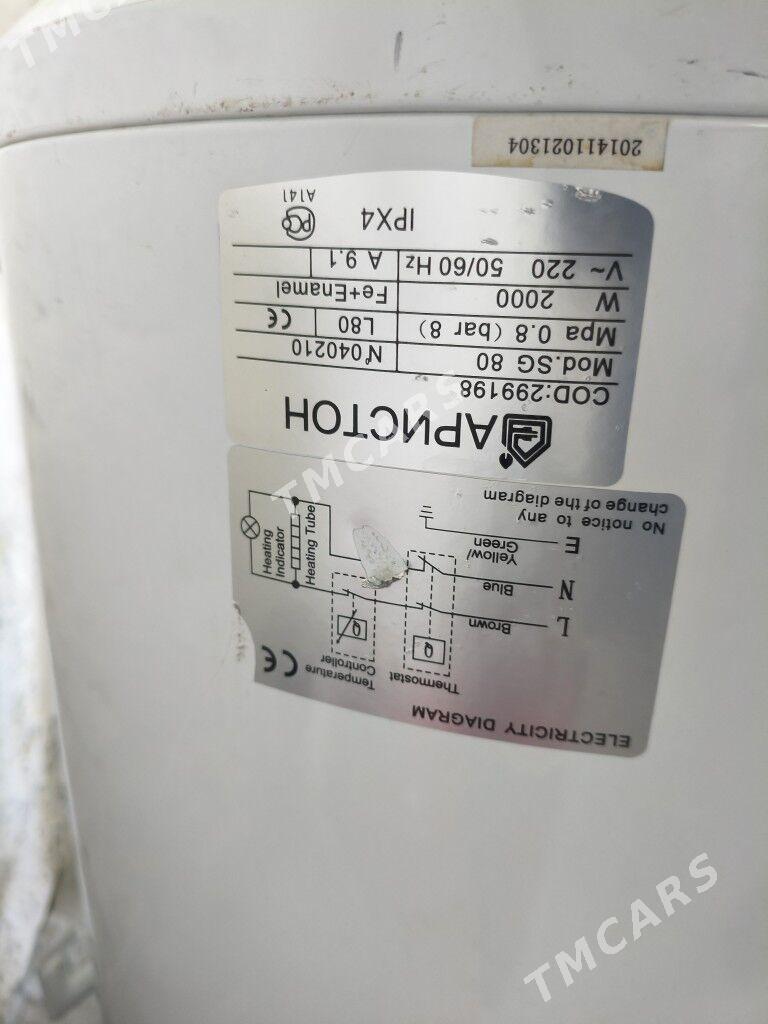 201411021304
АРИСТОН
COD:299198
Mod.SG 80 N°040210
Mpa 0.8 (bar 8) L80 CE
W 2000 Fe+Enamel
V~ 220 50/60 Hz A 9.1
IPX4 PC
A141
ELECTRICITY DIAGRAM
Thermostat
Temperature
Controller
CE
Q
Q
L Brown
N Blue
E Yellow/
Green
Heating Tube
Heating
Indicator
No notice to any
change of the diagram
TMCARS
TMCARS
TMCARS